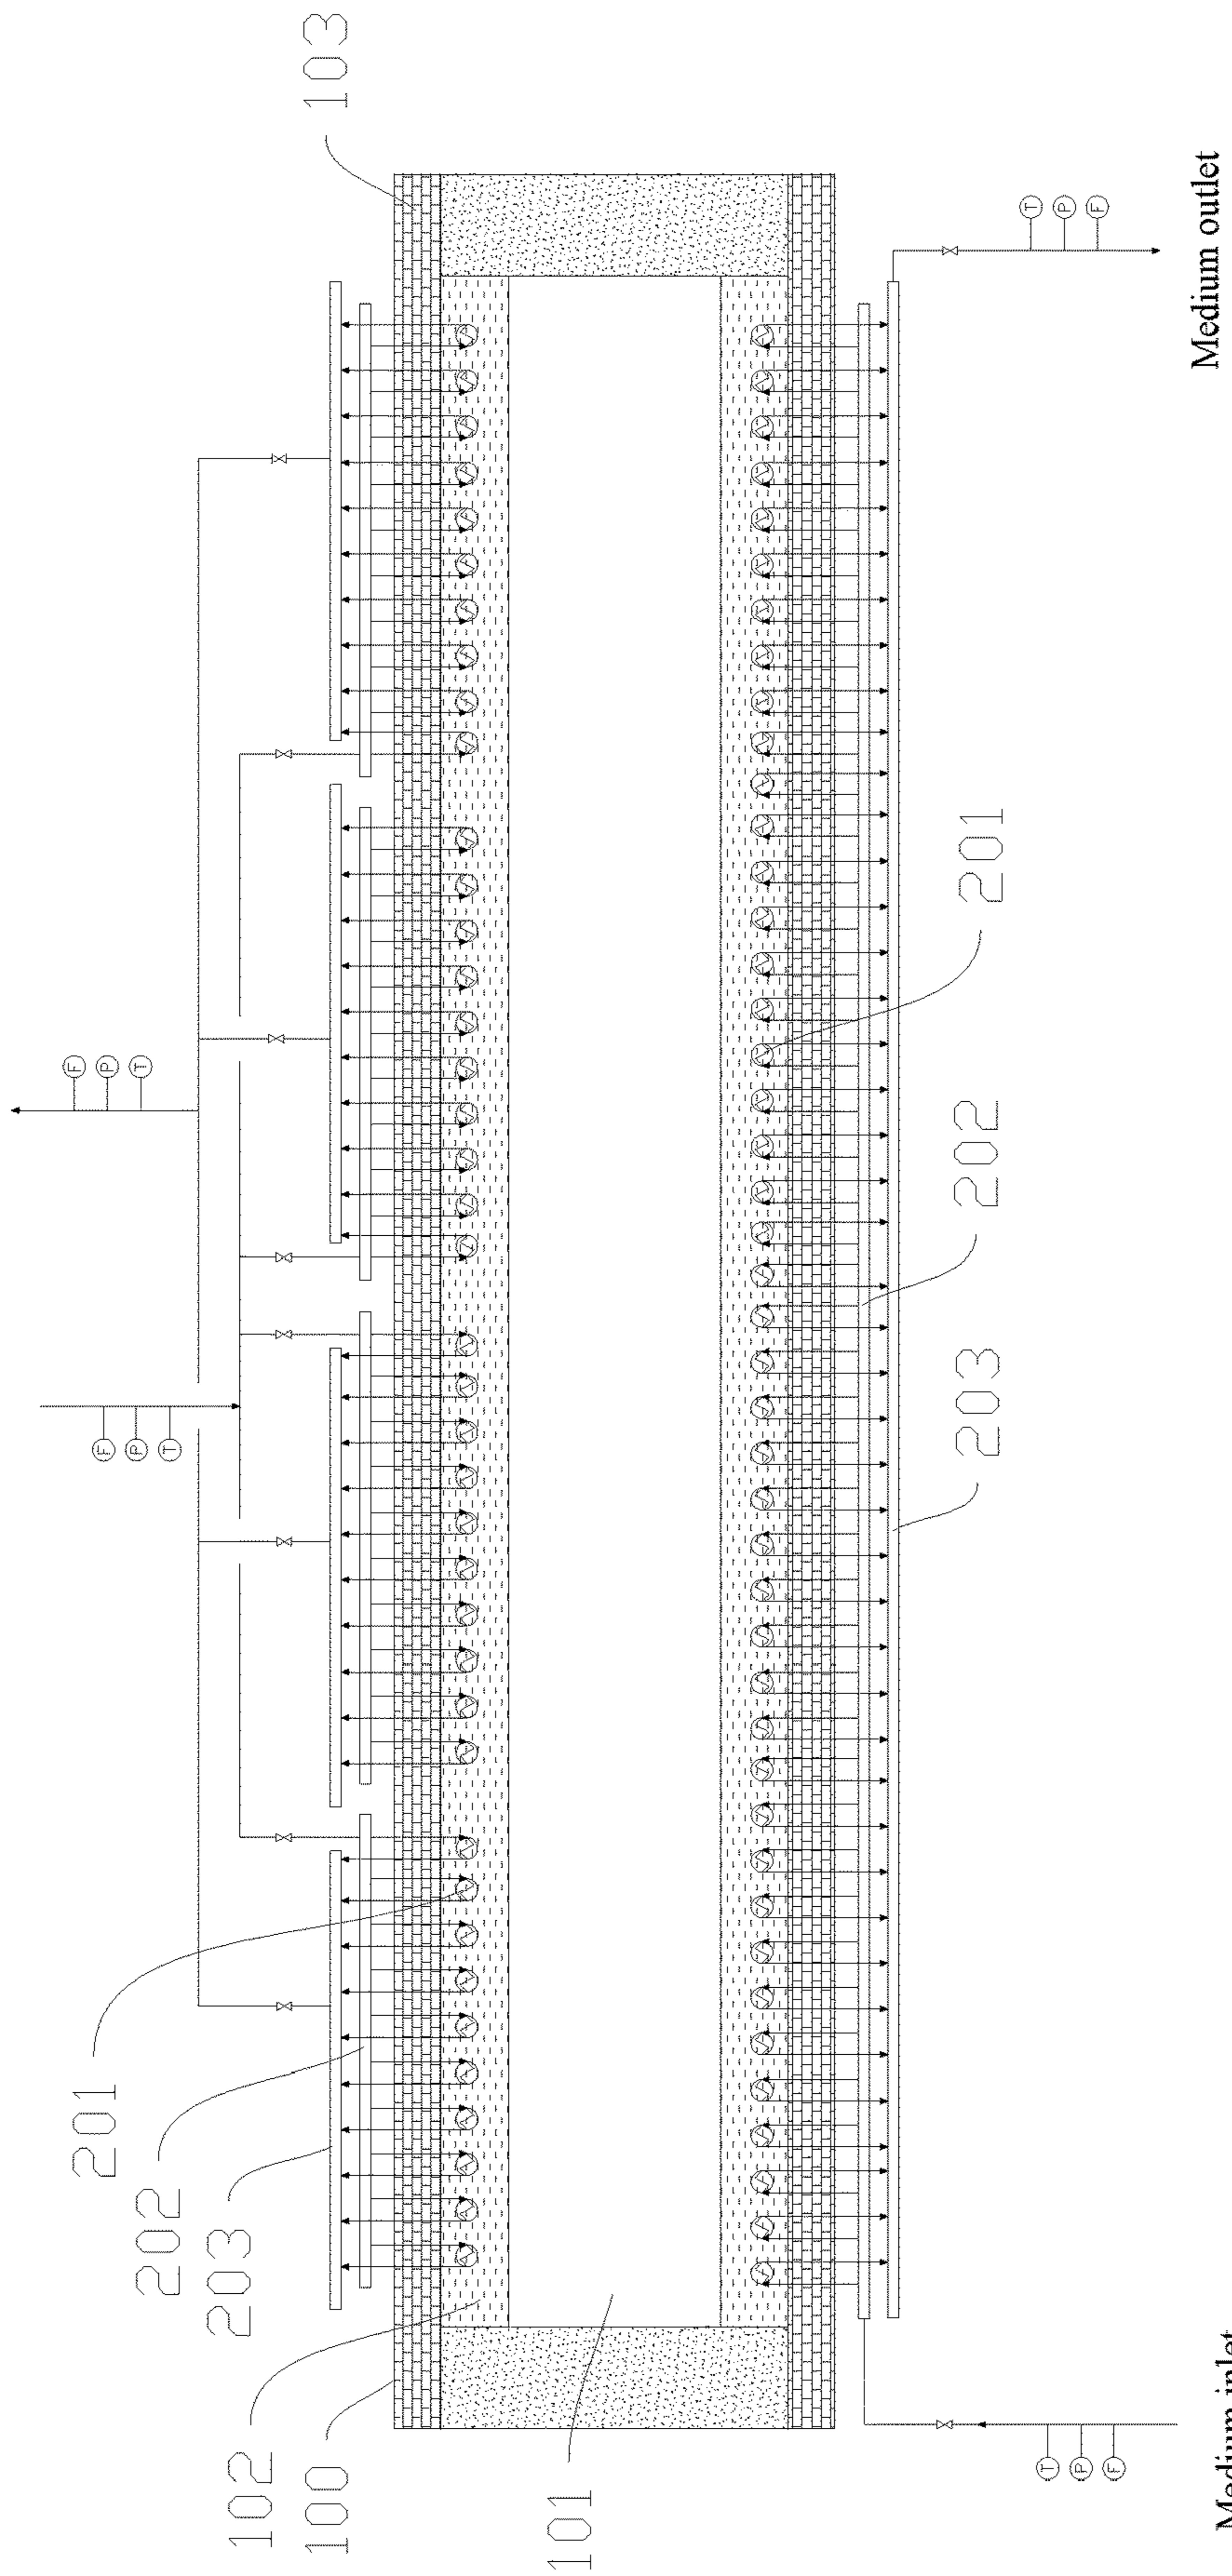 F
P
T
F
P
T
201
202
203
102
100
103
101
203
202
201
T
P
F
T
P
F
Medium inlet
Medium outlet